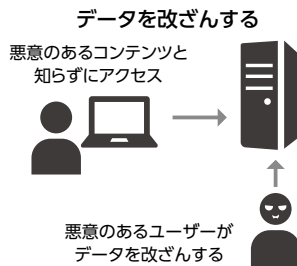 データを改ざんする
悪意のあるコンテンツと
知らずにアクセス
悪意のあるユーザーが
データを改ざんする